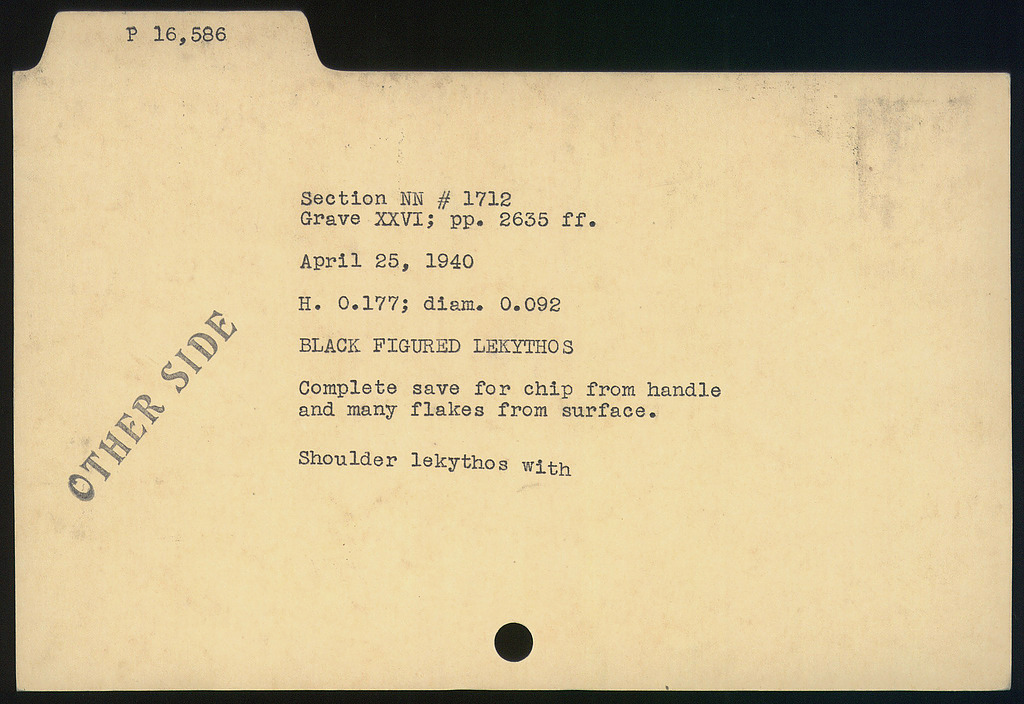 P 16,586
Section NN # 1712
Grave XXVI; pp. 2635 ff.
April 25, 1940
H. 0.177; diam. 0.092
BLACK FIGURED LEKYTHOS
Complete save for chip from handle
and many flakes from surface.
Shoulder lekythos with
OTHER SIDE